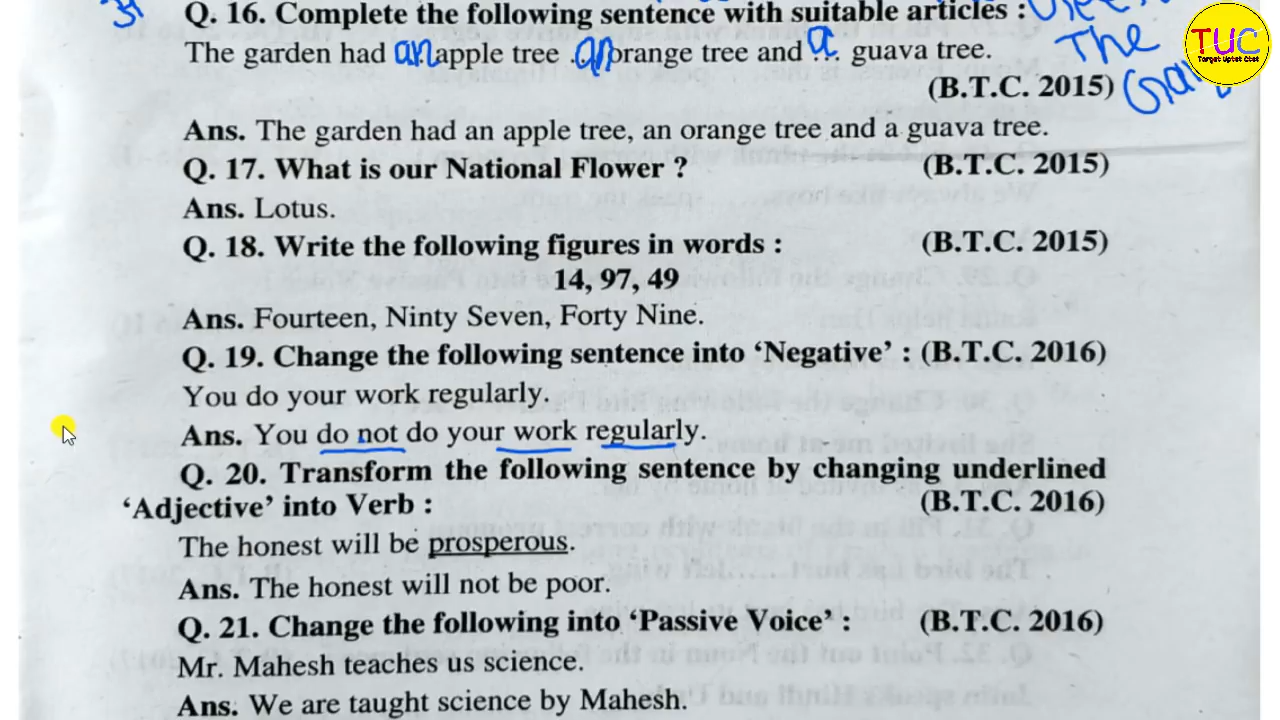 Q. 16. Complete the following sentence with suitable articles :
The
The garden had an apple tree an orange tree and a guava tree.
TUC
Target Uptet Ctet
(B.T.C. 2015)
Ans. The garden had an apple tree, an orange tree and a guava tree.
Q. 17. What is our National Flower ? (B.T.C. 2015)
Ans. Lotus.
Q. 18. Write the following figures in words : (B.T.C. 2015)
14, 97, 49
Ans. Fourteen, Ninty Seven, Forty Nine.
Q. 19. Change the following sentence into ‘Negative’ : (B.T.C. 2016)
You do your work regularly.
Ans. You do not do your work regularly.
Q. 20. Transform the following sentence by changing underlined
‘Adjective’ into Verb : (B.T.C. 2016)
The honest will be prosperous.
Ans. The honest will not be poor.
Q. 21. Change the following into ‘Passive Voice’ : (B.T.C. 2016)
Mr. Mahesh teaches us science.
Ans. We are taught science by Mahesh.